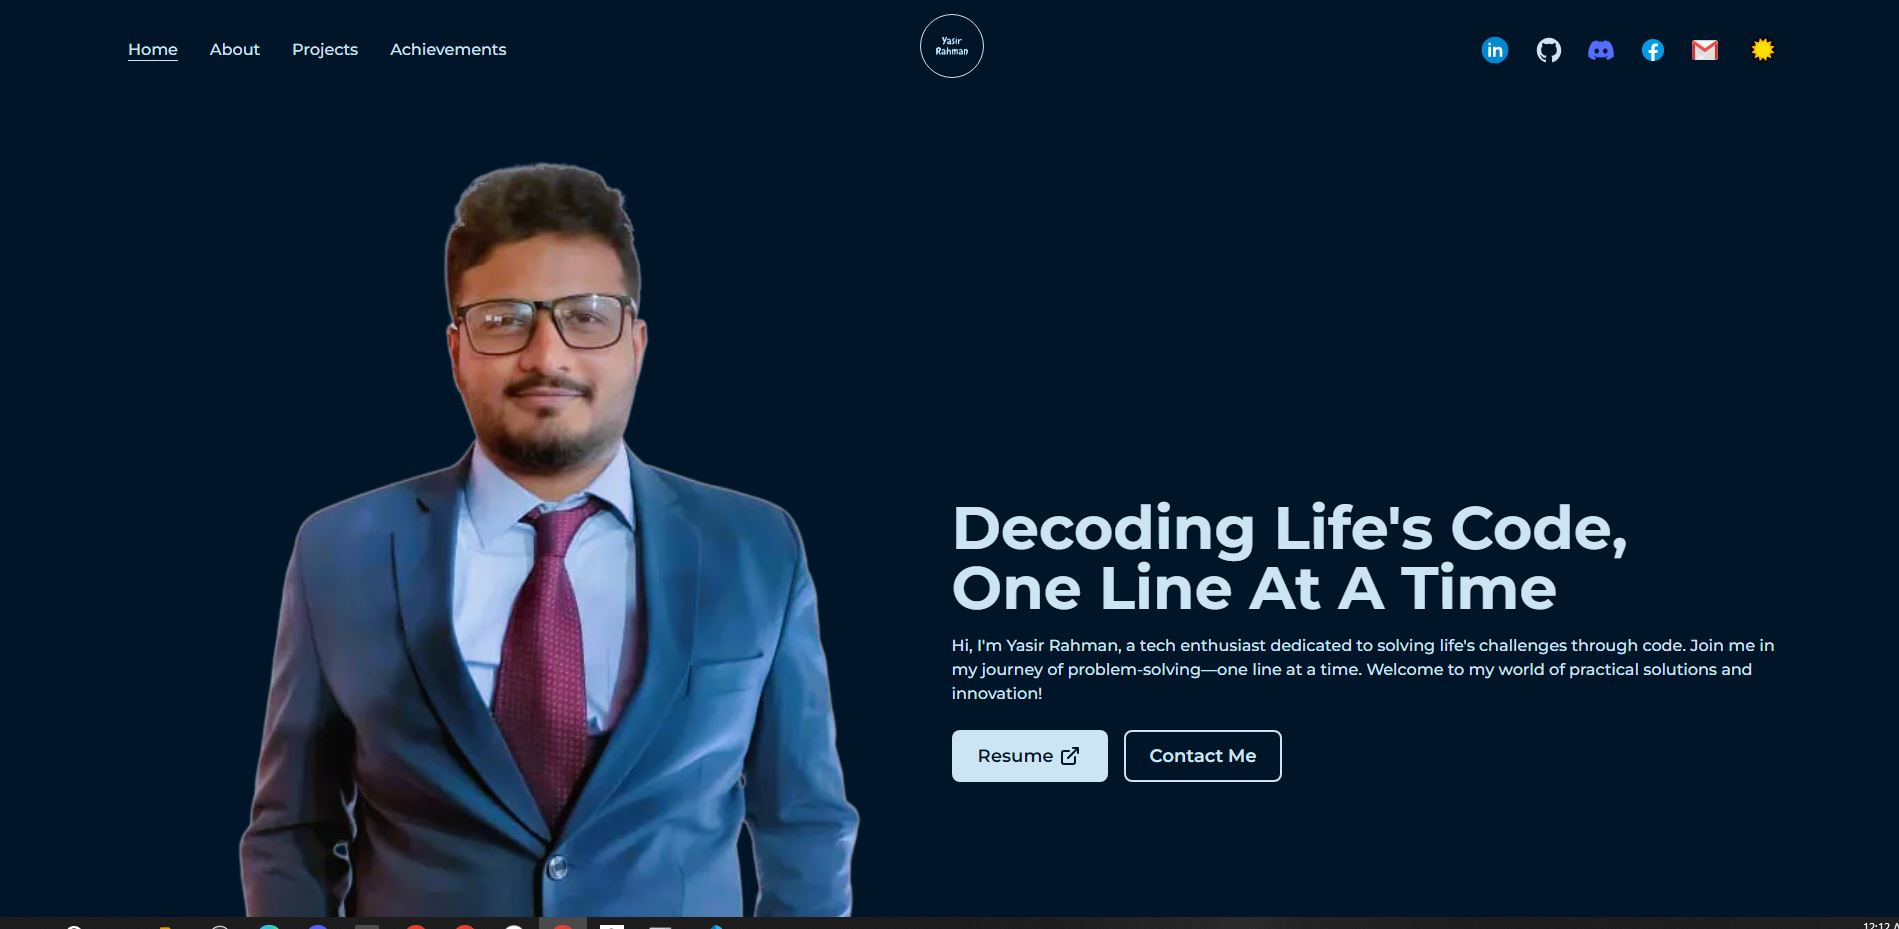 Home About Projects Achievements
Yasir
Rahman
in
Decoding Life's Code,
One Line At A Time
Hi, I'm Yasir Rahman, a tech enthusiast dedicated to solving life's challenges through code. Join me in
my journey of problem-solving—one line at a time. Welcome to my world of practical solutions and
innovation!
Resume
Contact Me